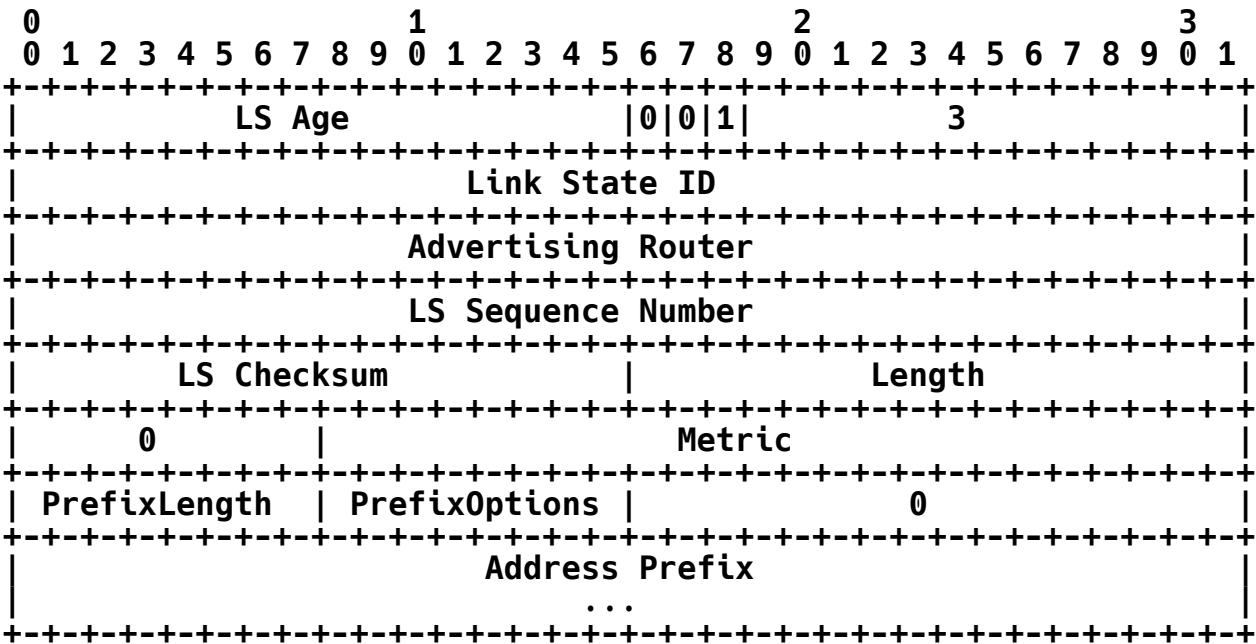 0                   1                   2                   3
 0 1 2 3 4 5 6 7 8 9 0 1 2 3 4 5 6 7 8 9 0 1 2 3 4 5 6 7 8 9 0 1
+-+-+-+-+-+-+-+-+-+-+-+-+-+-+-+-+-+-+-+-+-+-+-+-+-+-+-+-+-+-+-+-+
|           LS Age              |0|0|1|          3              |
+-+-+-+-+-+-+-+-+-+-+-+-+-+-+-+-+-+-+-+-+-+-+-+-+-+-+-+-+-+-+-+-+
|                       Link State ID                           |
+-+-+-+-+-+-+-+-+-+-+-+-+-+-+-+-+-+-+-+-+-+-+-+-+-+-+-+-+-+-+-+-+
|                    Advertising Router                         |
+-+-+-+-+-+-+-+-+-+-+-+-+-+-+-+-+-+-+-+-+-+-+-+-+-+-+-+-+-+-+-+-+
|                    LS Sequence Number                         |
+-+-+-+-+-+-+-+-+-+-+-+-+-+-+-+-+-+-+-+-+-+-+-+-+-+-+-+-+-+-+-+-+
|        LS Checksum            |            Length             |
+-+-+-+-+-+-+-+-+-+-+-+-+-+-+-+-+-+-+-+-+-+-+-+-+-+-+-+-+-+-+-+-+
|      0        |                  Metric                       |
+-+-+-+-+-+-+-+-+-+-+-+-+-+-+-+-+-+-+-+-+-+-+-+-+-+-+-+-+-+-+-+-+
| PrefixLength  | PrefixOptions |              0                |
+-+-+-+-+-+-+-+-+-+-+-+-+-+-+-+-+-+-+-+-+-+-+-+-+-+-+-+-+-+-+-+-+
|                        Address Prefix                         |
|                             ...                               |
+-+-+-+-+-+-+-+-+-+-+-+-+-+-+-+-+-+-+-+-+-+-+-+-+-+-+-+-+-+-+-+-+